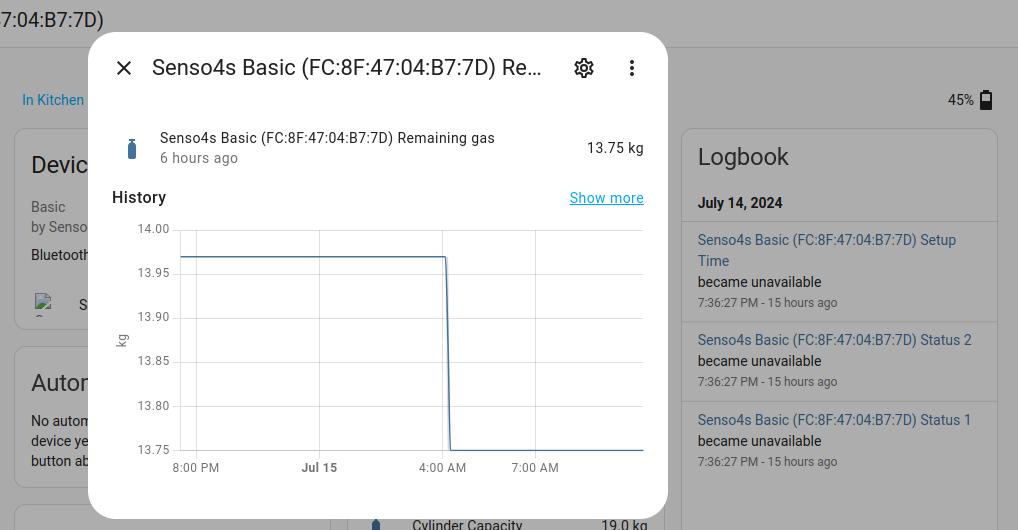 7:04:B7:7D)
Senso4s Basic (FC:8F:47:04:B7:7D) Re...
In Kitchen
45%
Senso4s Basic (FC:8F:47:04:B7:7D) Remaining gas
6 hours ago
13.75 kg
History
Show more
14.00
13.95
13.90
13.85
13.80
13.75
kg
8:00 PM
Jul 15
4:00 AM
7:00 AM
Devic
Basic
by Senso
Bluetooth
S
Autor
No autom
device ye
button ab
Cylinder Capacity
19.0 kg
Logbook
July 14, 2024
Senso4s Basic (FC:8F:47:04:B7:7D) Setup
Time
became unavailable
7:36:27 PM - 15 hours ago
Senso4s Basic (FC:8F:47:04:B7:7D) Status 2
became unavailable
7:36:27 PM - 15 hours ago
Senso4s Basic (FC:8F:47:04:B7:7D) Status 1
became unavailable
7:36:27 PM - 15 hours ago